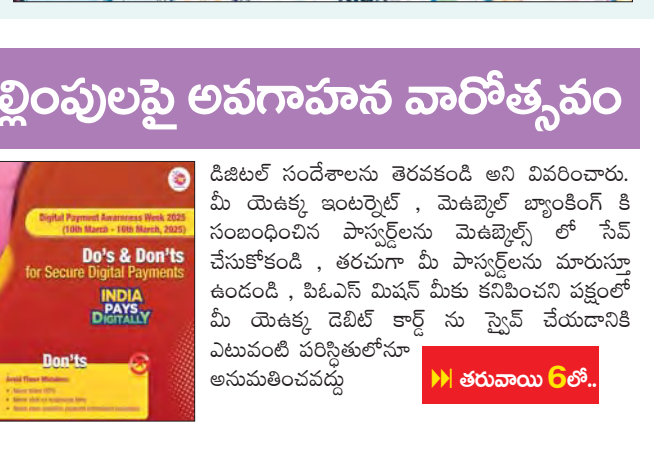 ల్లింపులపై అవగాహన వారోత్సవం
డిజిటల్ సందేశాలను తెరవకండి అని వివరించారు.
మీ యెుక్క ఇంటర్నెట్ , మెుబైల్ బ్యాంకింగ్ కి
సంబంధించిన పాస్వర్డ్‌లను మెుబైల్స్ లో సేవ్
చేసుకోకండి , తరచుగా మీ పాస్వర్డ్‌లను మారుస్తూ
ఉండండి , పిఓఎస్ మిషన్ మీకు కనిపించని పక్షంలో
మీ యెుక్క డెబిట్ కార్డ్ ను స్వైవ్ చేయడానికి
ఎటువంటి పరిస్థితులోనూ
అనుమతించవద్దు
తరువాయి 6లో..
Digital Payment Awareness Week 2025
(10th March - 16th March, 2025)
Do's & Don'ts
for Secure Digital Payments
INDIA
PAYS
DIGITALLY
Don'ts